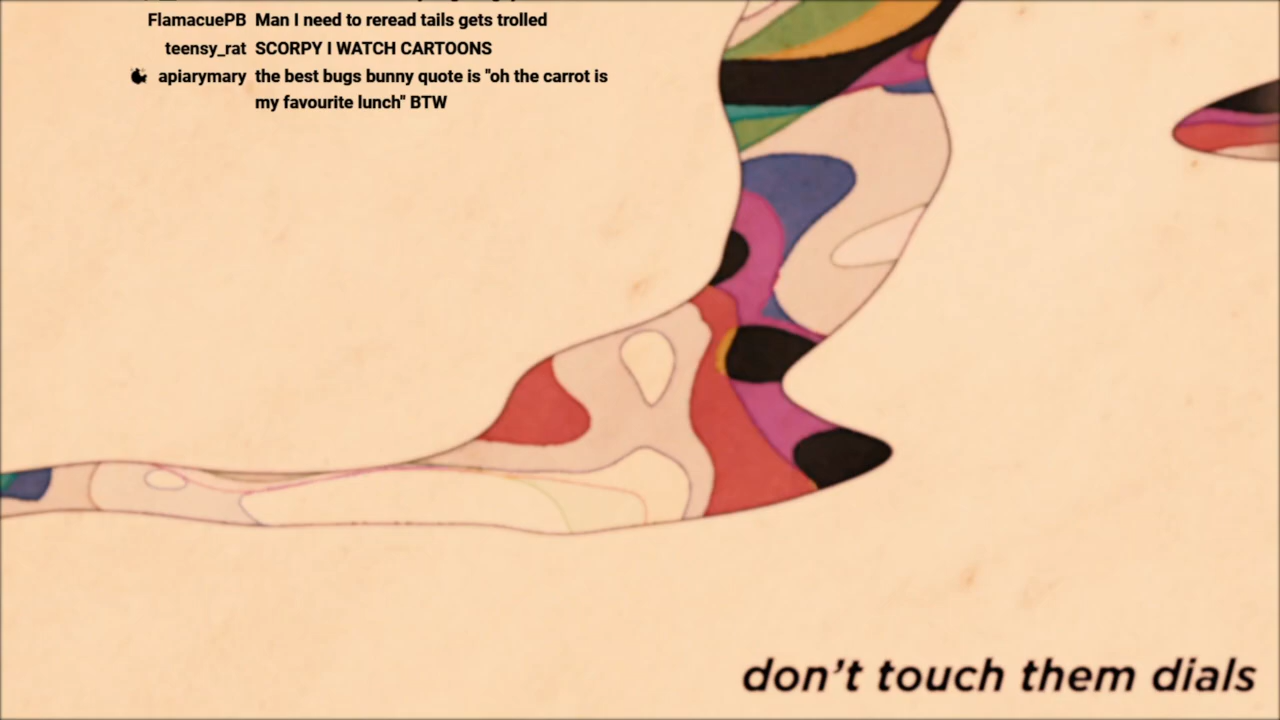 FlamacuePB Man I need to reread tails gets trolled
teensy_rat SCORPY I WATCH CARTOONS
apiarymary the best bugs bunny quote is "oh the carrot is
my favourite lunch" BTW
don't touch them dials